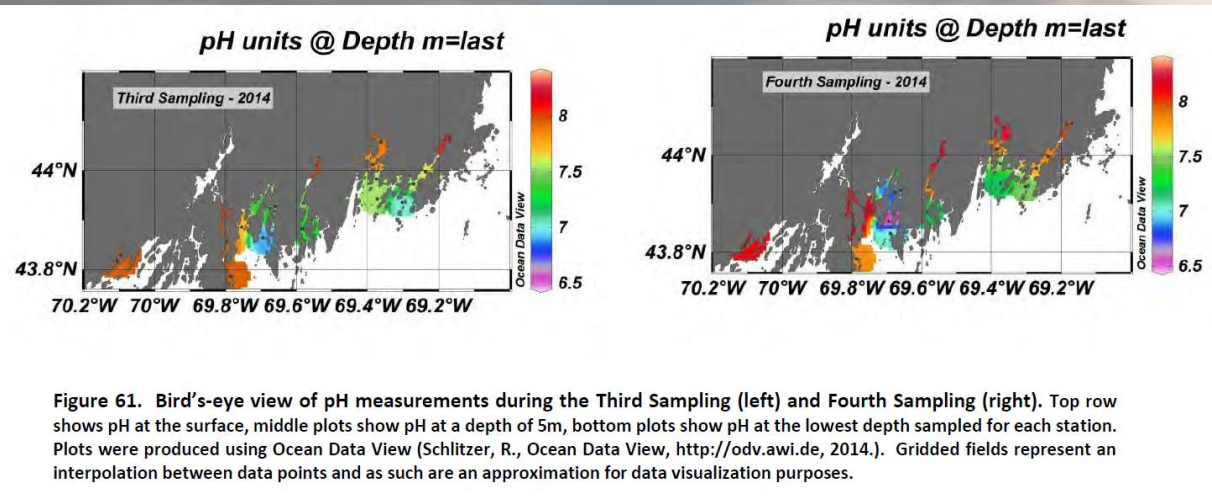 pH units @ Depth m=last
Third Sampling - 2014
44°N
43.8°N
70.2°W 70°W 69.8°W 69.6°W 69.4°W 69.2°W
8
7.5
7
6.5
Ocean Data View
pH units @ Depth m=last
Fourth Sampling - 2014
44°N
43.8°N
70.2°W 70°W 69.8°W 69.6°W 69.4°W 69.2°W
8
7.5
7
6.5
Ocean Data View
Figure 61. Bird’s-eye view of pH measurements during the Third Sampling (left) and Fourth Sampling (right). Top row
shows pH at the surface, middle plots show pH at a depth of 5m, bottom plots show pH at the lowest depth sampled for each station.
Plots were produced using Ocean Data View (Schlitzer, R., Ocean Data View, http://odv.awi.de, 2014.). Gridded fields represent an
interpolation between data points and as such are an approximation for data visualization purposes.